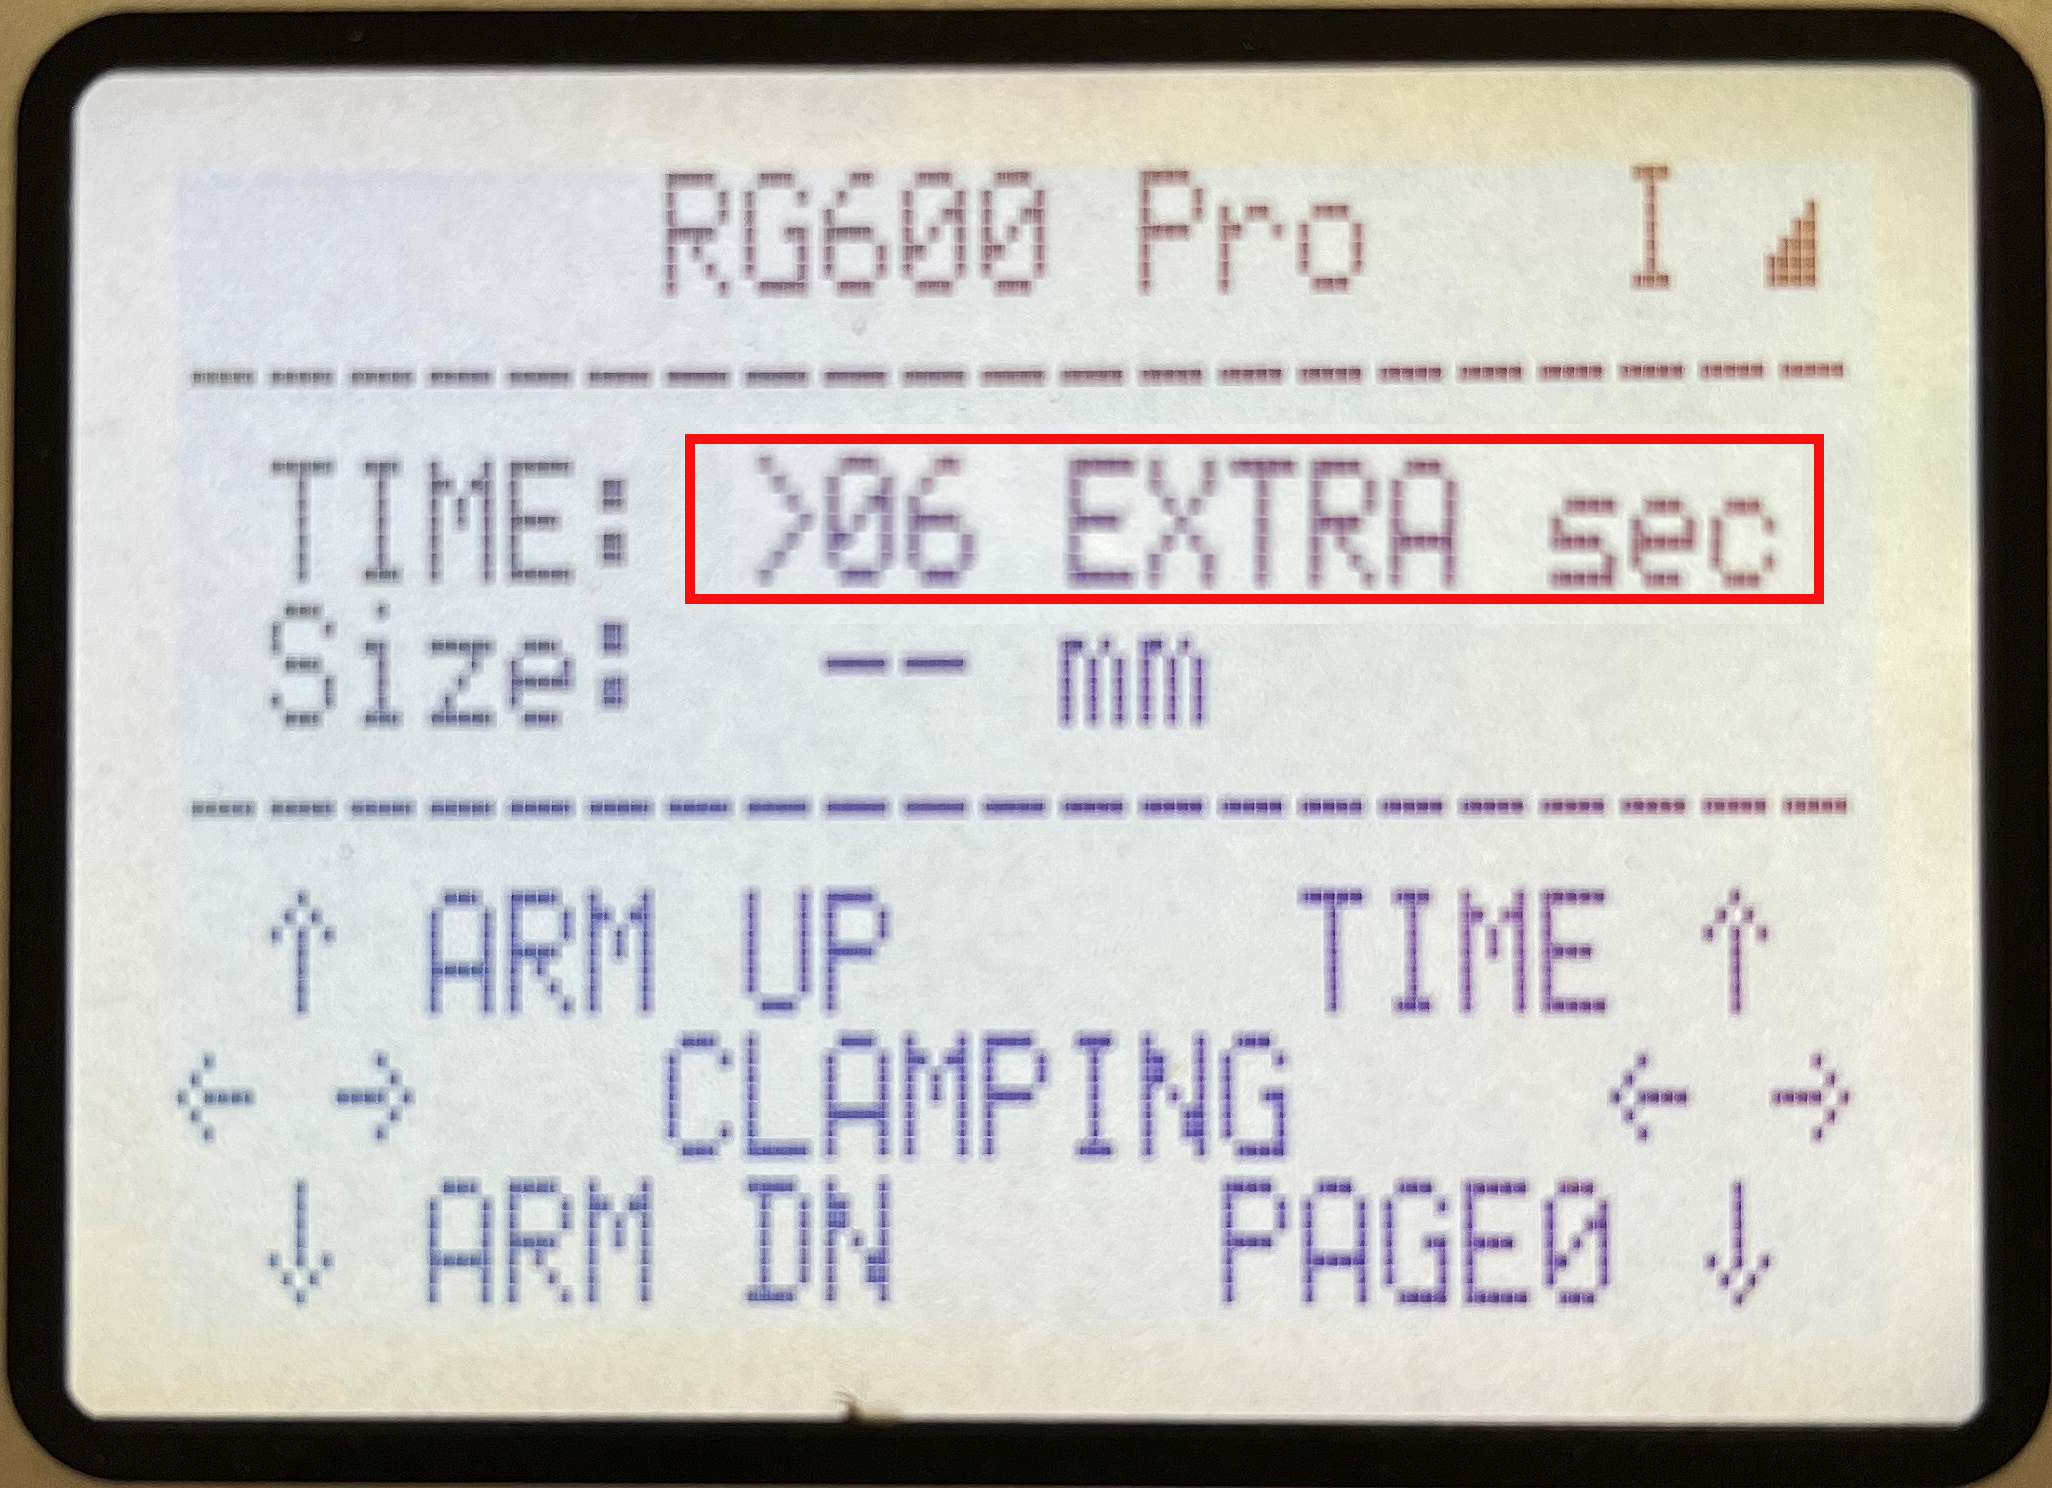 RG600 Pro I
---------------------
TIME: >06 EXTRA sec
Size: -- mm
---------------------
↑ ARM UP TIME ↑
← → CLAMPING ← →
↓ ARM DN PAGE0 ↓